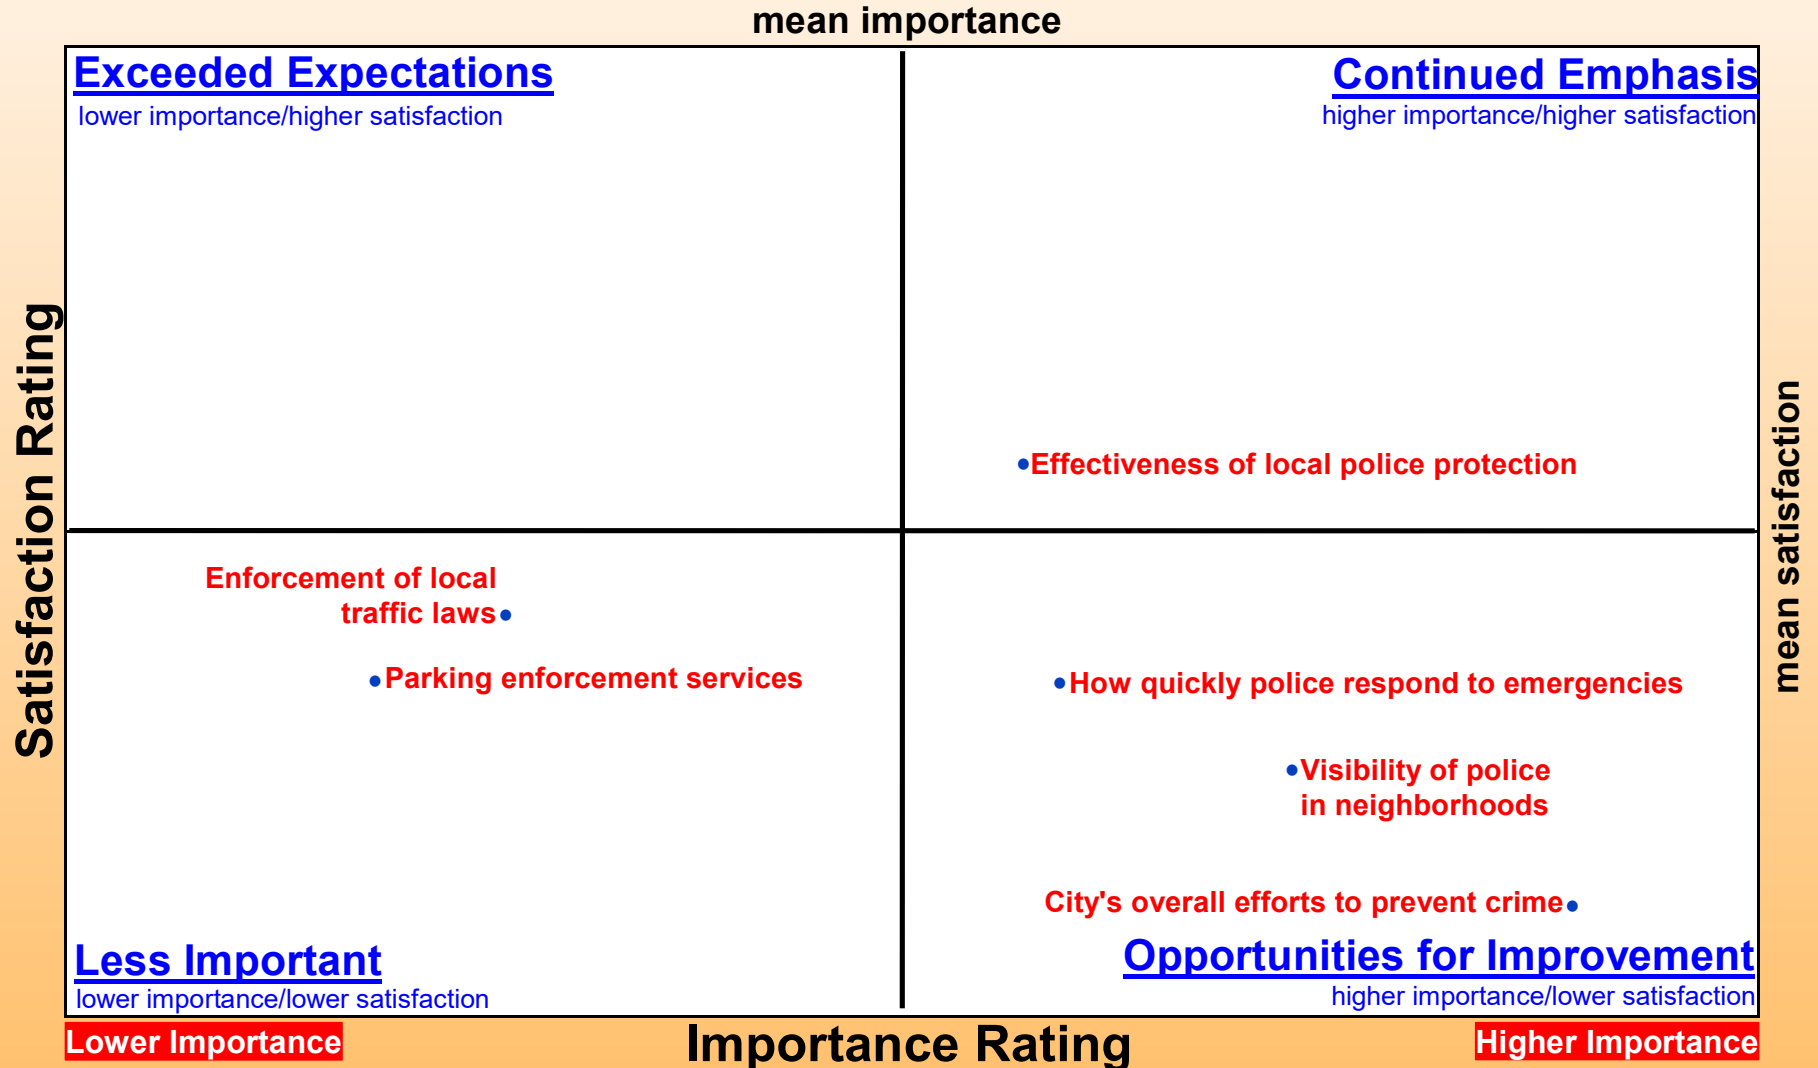 mean importance
Exceeded Expectations
lower importance/higher satisfaction
Continued Emphasis
higher importance/higher satisfaction
Satisfaction Rating
mean satisfaction
Effectiveness of local police protection
Enforcement of local
traffic laws
Parking enforcement services
How quickly police respond to emergencies
Visibility of police
in neighborhoods
City's overall efforts to prevent crime
Less Important
lower importance/lower satisfaction
Opportunities for Improvement
higher importance/lower satisfaction
Lower Importance
Importance Rating
Higher Importance